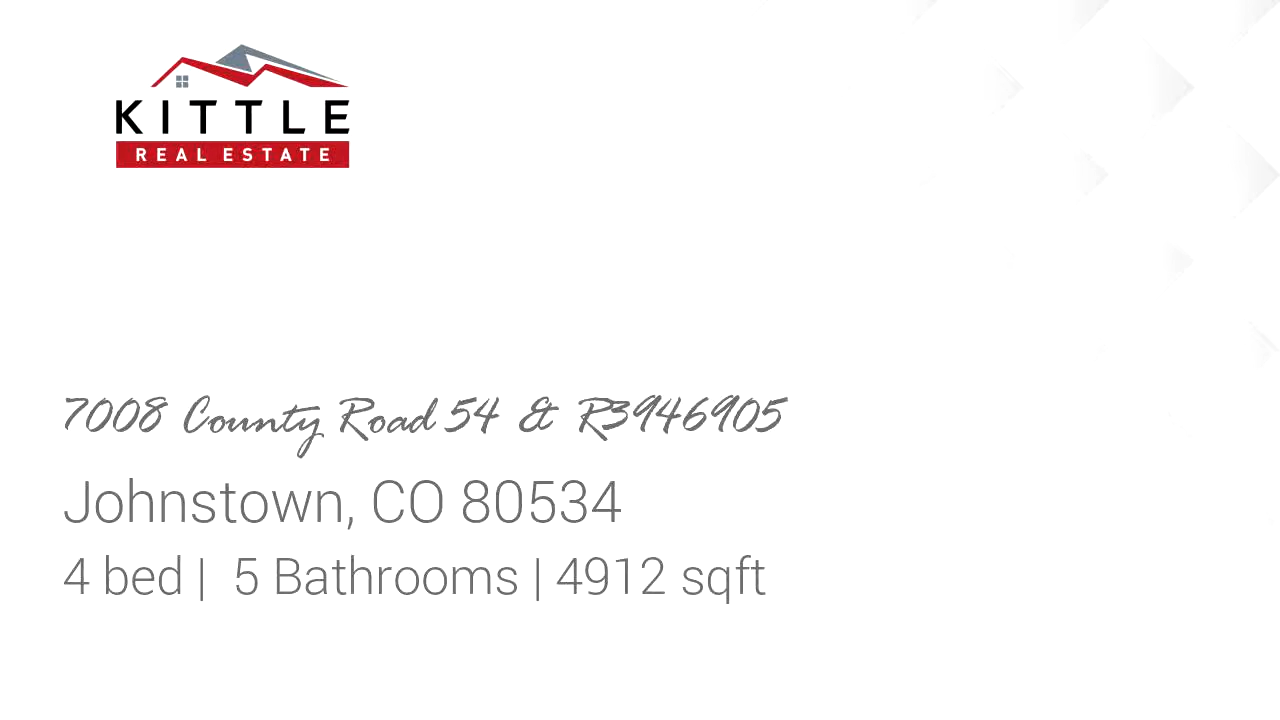 KITTLE
REAL ESTATE
7008 County Road 54 & R3946905
Johnstown, CO 80534
4 bed | 5 Bathrooms | 4912 sqft